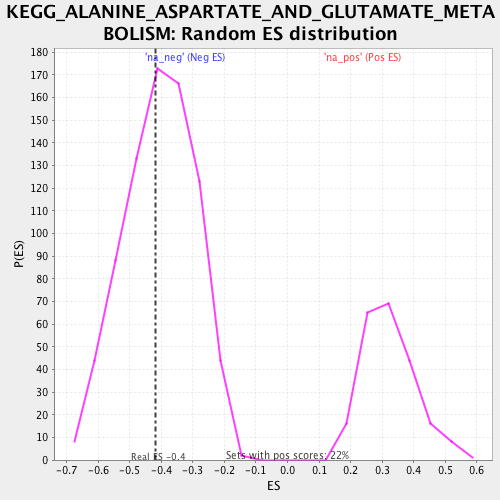 KEGG_ALANINE_ASPARTATE_AND_GLUTAMATE_META
BOLISM: Random ES distribution
'na_neg' (Neg ES)
'na_pos' (Pos ES)
P(ES)
180
170
160
150
140
130
120
110
100
90
80
70
60
50
40
30
20
10
0
Real ES -0.4
Sets with pos scores: 22%
-0.7 -0.6 -0.5 -0.4 -0.3 -0.2 -0.1 0.0 0.1 0.2 0.3 0.4 0.5 0.6
ES